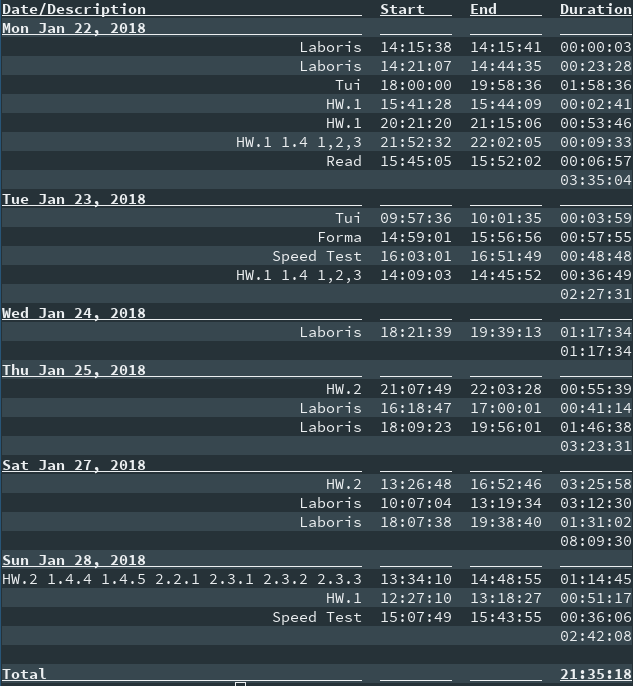 Date/Description Start End Duration
Mon Jan 22, 2018
Laboris 14:15:38 14:15:41 00:00:03
Laboris 14:21:07 14:44:35 00:23:28
Tui 18:00:00 19:58:36 01:58:36
HW.1 15:41:28 15:44:09 00:02:41
HW.1 20:21:20 21:15:06 00:53:46
HW.1 1.4 1,2,3 21:52:32 22:02:05 00:09:33
Read 15:45:05 15:52:02 00:06:57
03:35:04
Tue Jan 23, 2018
Tui 09:57:36 10:01:35 00:03:59
Forma 14:59:01 15:56:56 00:57:55
Speed Test 16:03:01 16:51:49 00:48:48
HW.1 1.4 1,2,3 14:09:03 14:45:52 00:36:49
02:27:31
Wed Jan 24, 2018
Laboris 18:21:39 19:39:13 01:17:34
01:17:34
Thu Jan 25, 2018
HW.2 21:07:49 22:03:28 00:55:39
Laboris 16:18:47 17:00:01 00:41:14
Laboris 18:09:23 19:56:01 01:46:38
03:23:31
Sat Jan 27, 2018
HW.2 13:26:48 16:52:46 03:25:58
Laboris 10:07:04 13:19:34 03:12:30
Laboris 18:07:38 19:38:40 01:31:02
08:09:30
Sun Jan 28, 2018
HW.2 1.4.4 1.4.5 2.2.1 2.3.1 2.3.2 2.3.3 13:34:10 14:48:55 01:14:45
HW.1 12:27:10 13:18:27 00:51:17
Speed Test 15:07:49 15:43:55 00:36:06
02:42:08
Total 21:35:18